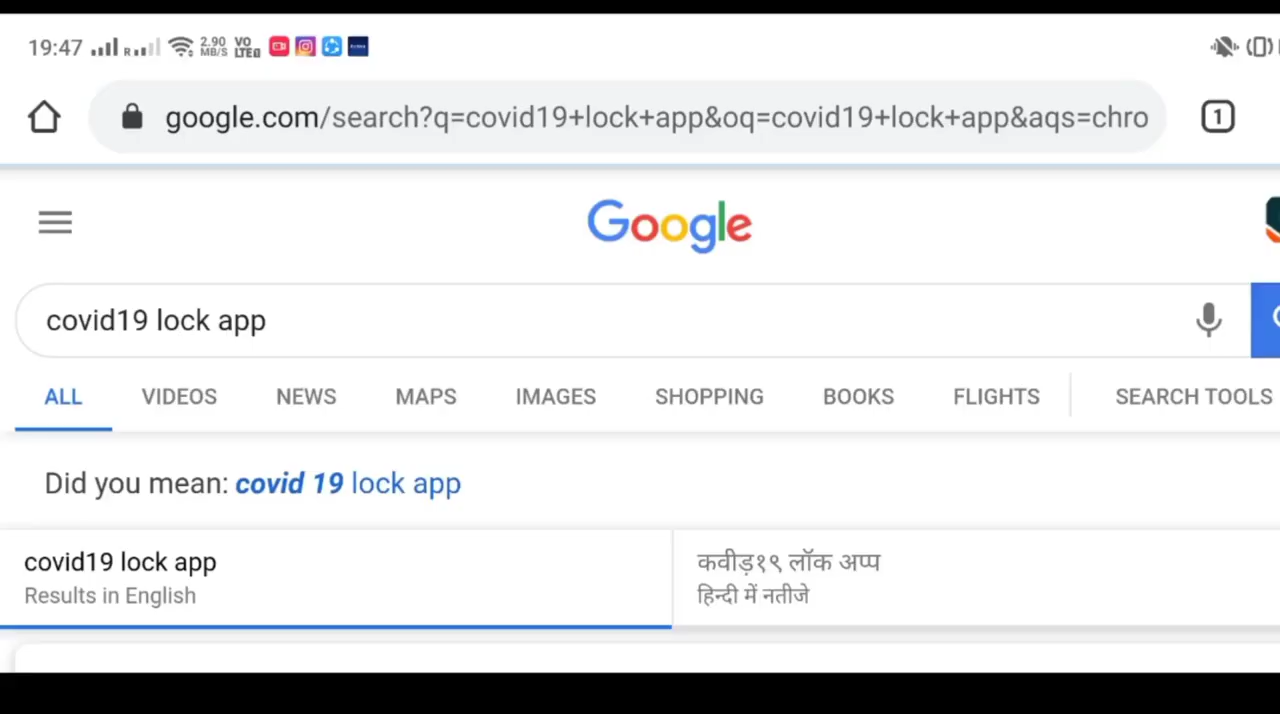 19:47 R 2.90 MB/S VO LTE
google.com/search?q=covid19+lock+app&oq=covid19+lock+app&aqs=chro
1
Google
covid19 lock app
ALL VIDEOS NEWS MAPS IMAGES SHOPPING BOOKS FLIGHTS SEARCH TOOLS
Did you mean: covid 19 lock app
covid19 lock app
Results in English
कवीड़१९ लॉक अप्प
हिन्दी में नतीजे